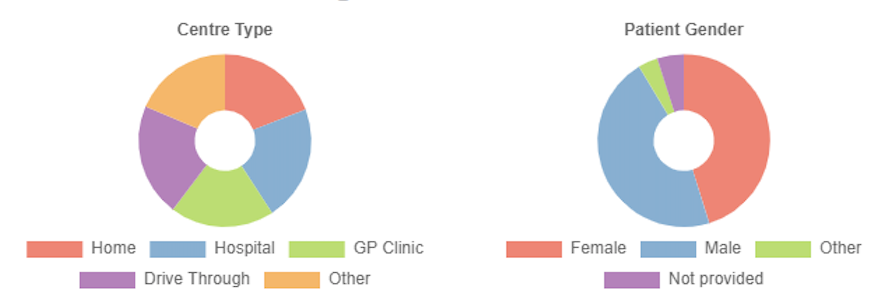 Centre Type
Home Hospital GP Clinic
Drive Through Other
Patient Gender
Female Male Other
Not provided